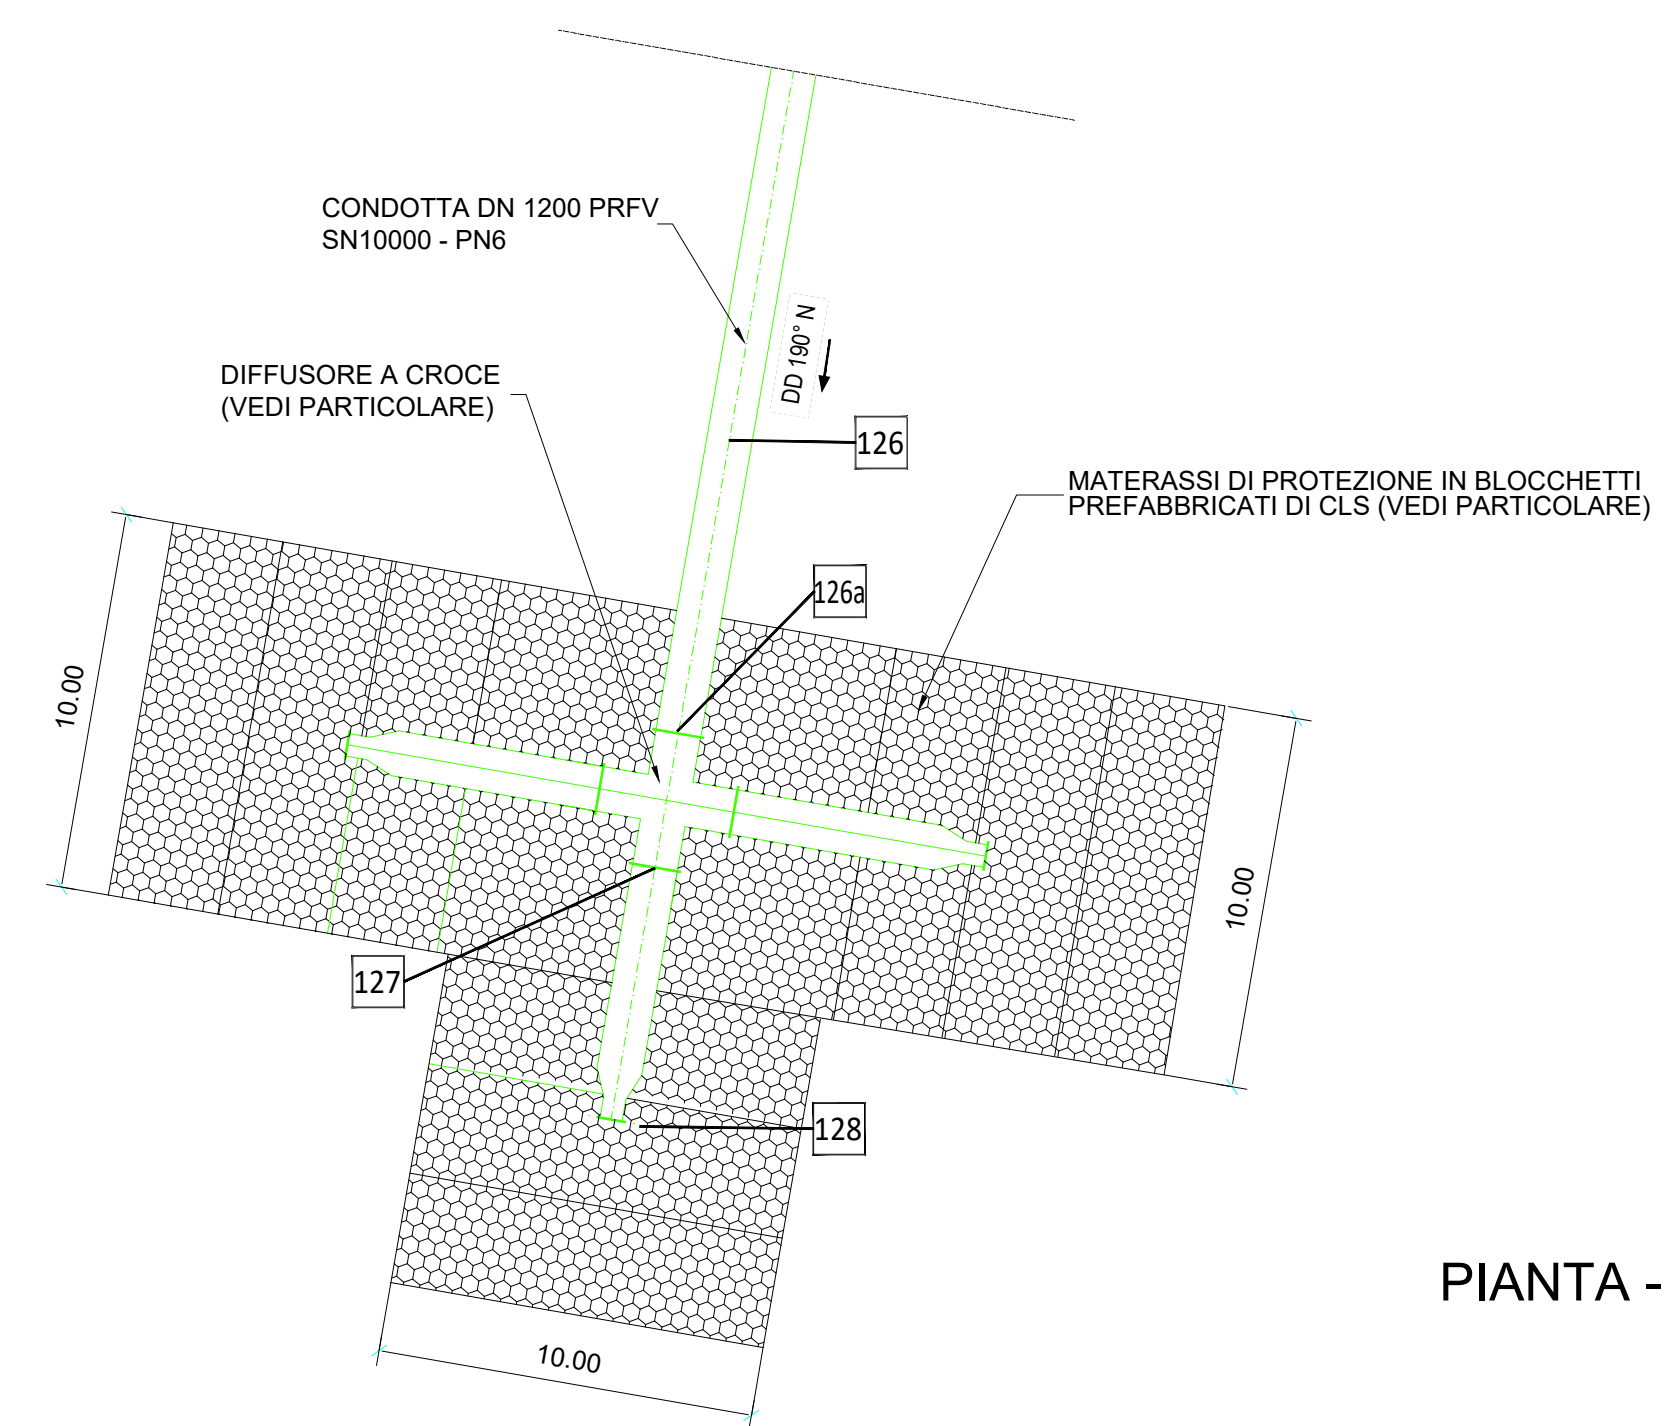 CONDOTTA DN 1200 PRFV
SN10000 - PN6
DD 190° N
DIFFUSORE A CROCE
(VEDI PARTICOLARE)
126
MATERASSI DI PROTEZIONE IN BLOCCHETTI
PREFABBRICATI DI CLS (VEDI PARTICOLARE)
126a
10.00
10.00
127
128
PIANTA -
10.00